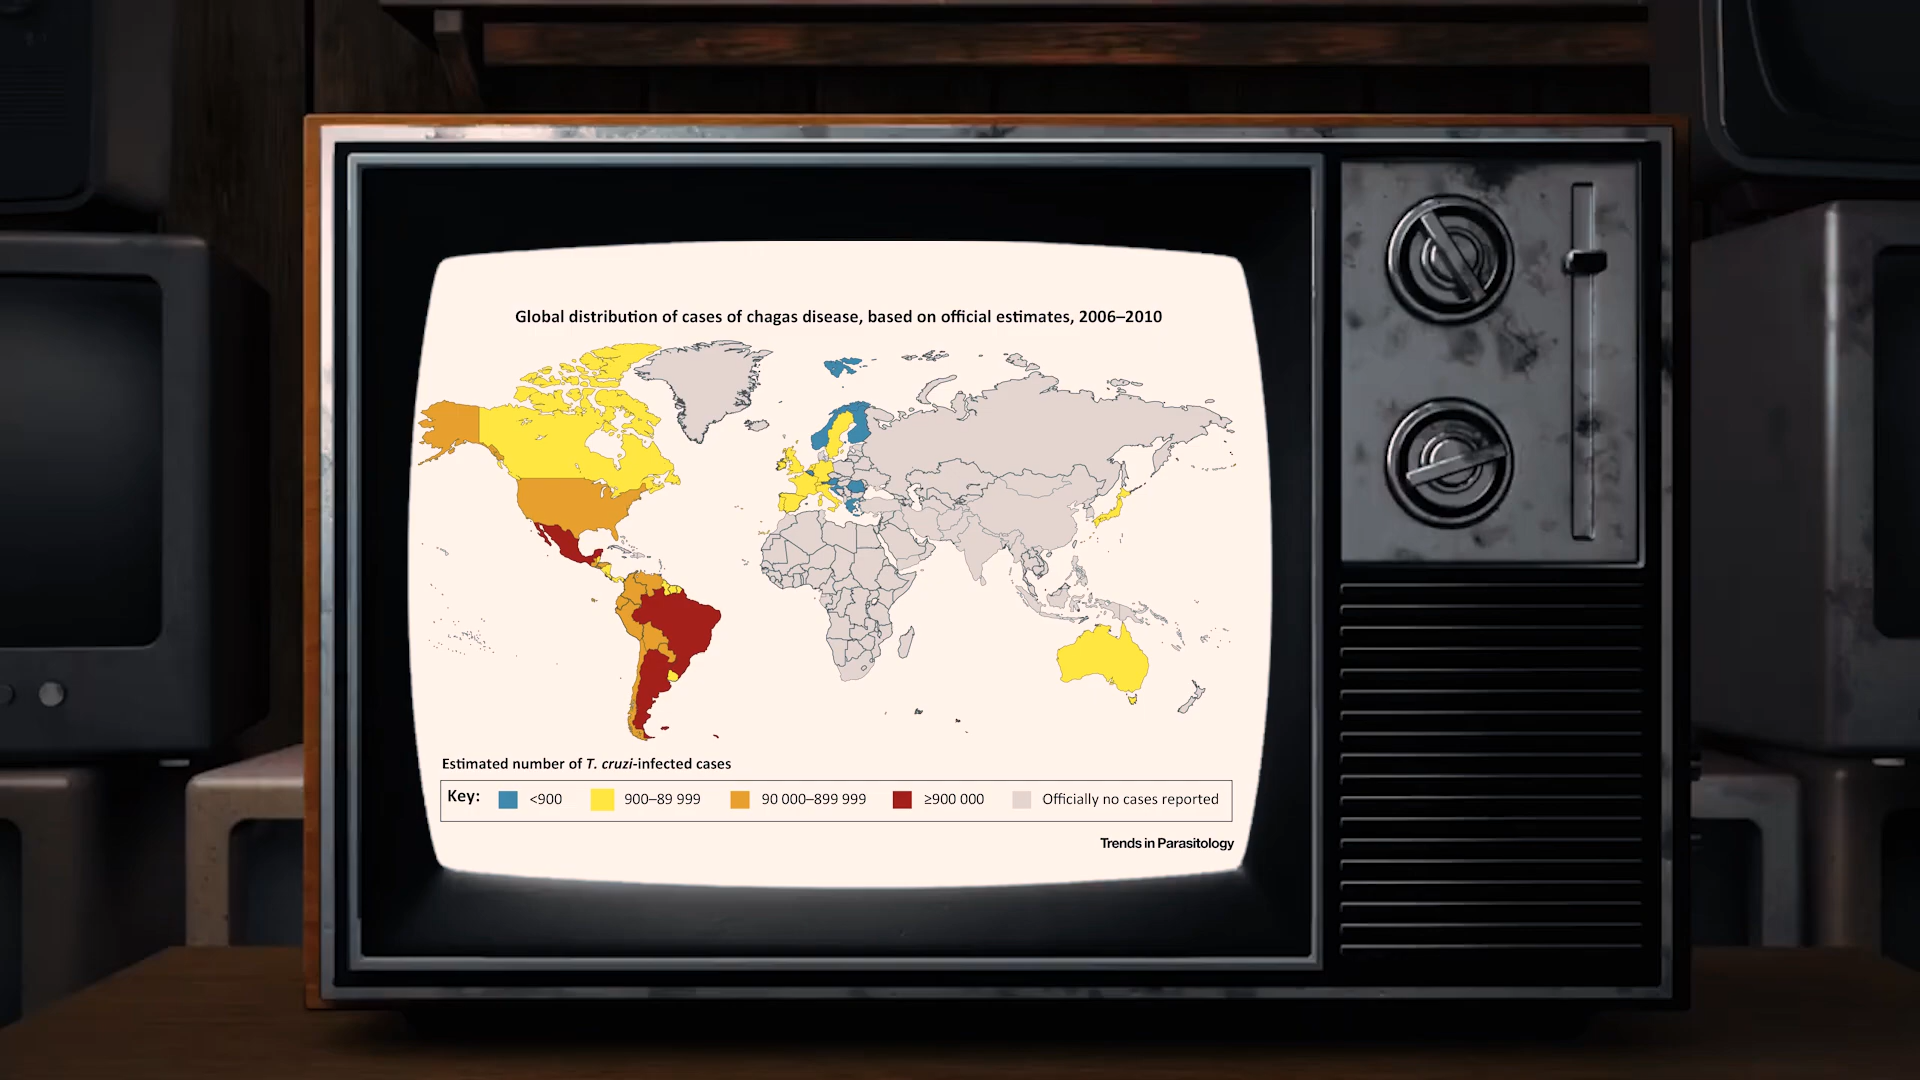 Global distribution of cases of chagas disease, based on official estimates, 2006–2010
Estimated number of T. cruzi-infected cases
Key: <900 900–89 999 90 000–899 999 ≥900 000 Officially no cases reported
Trends in Parasitology